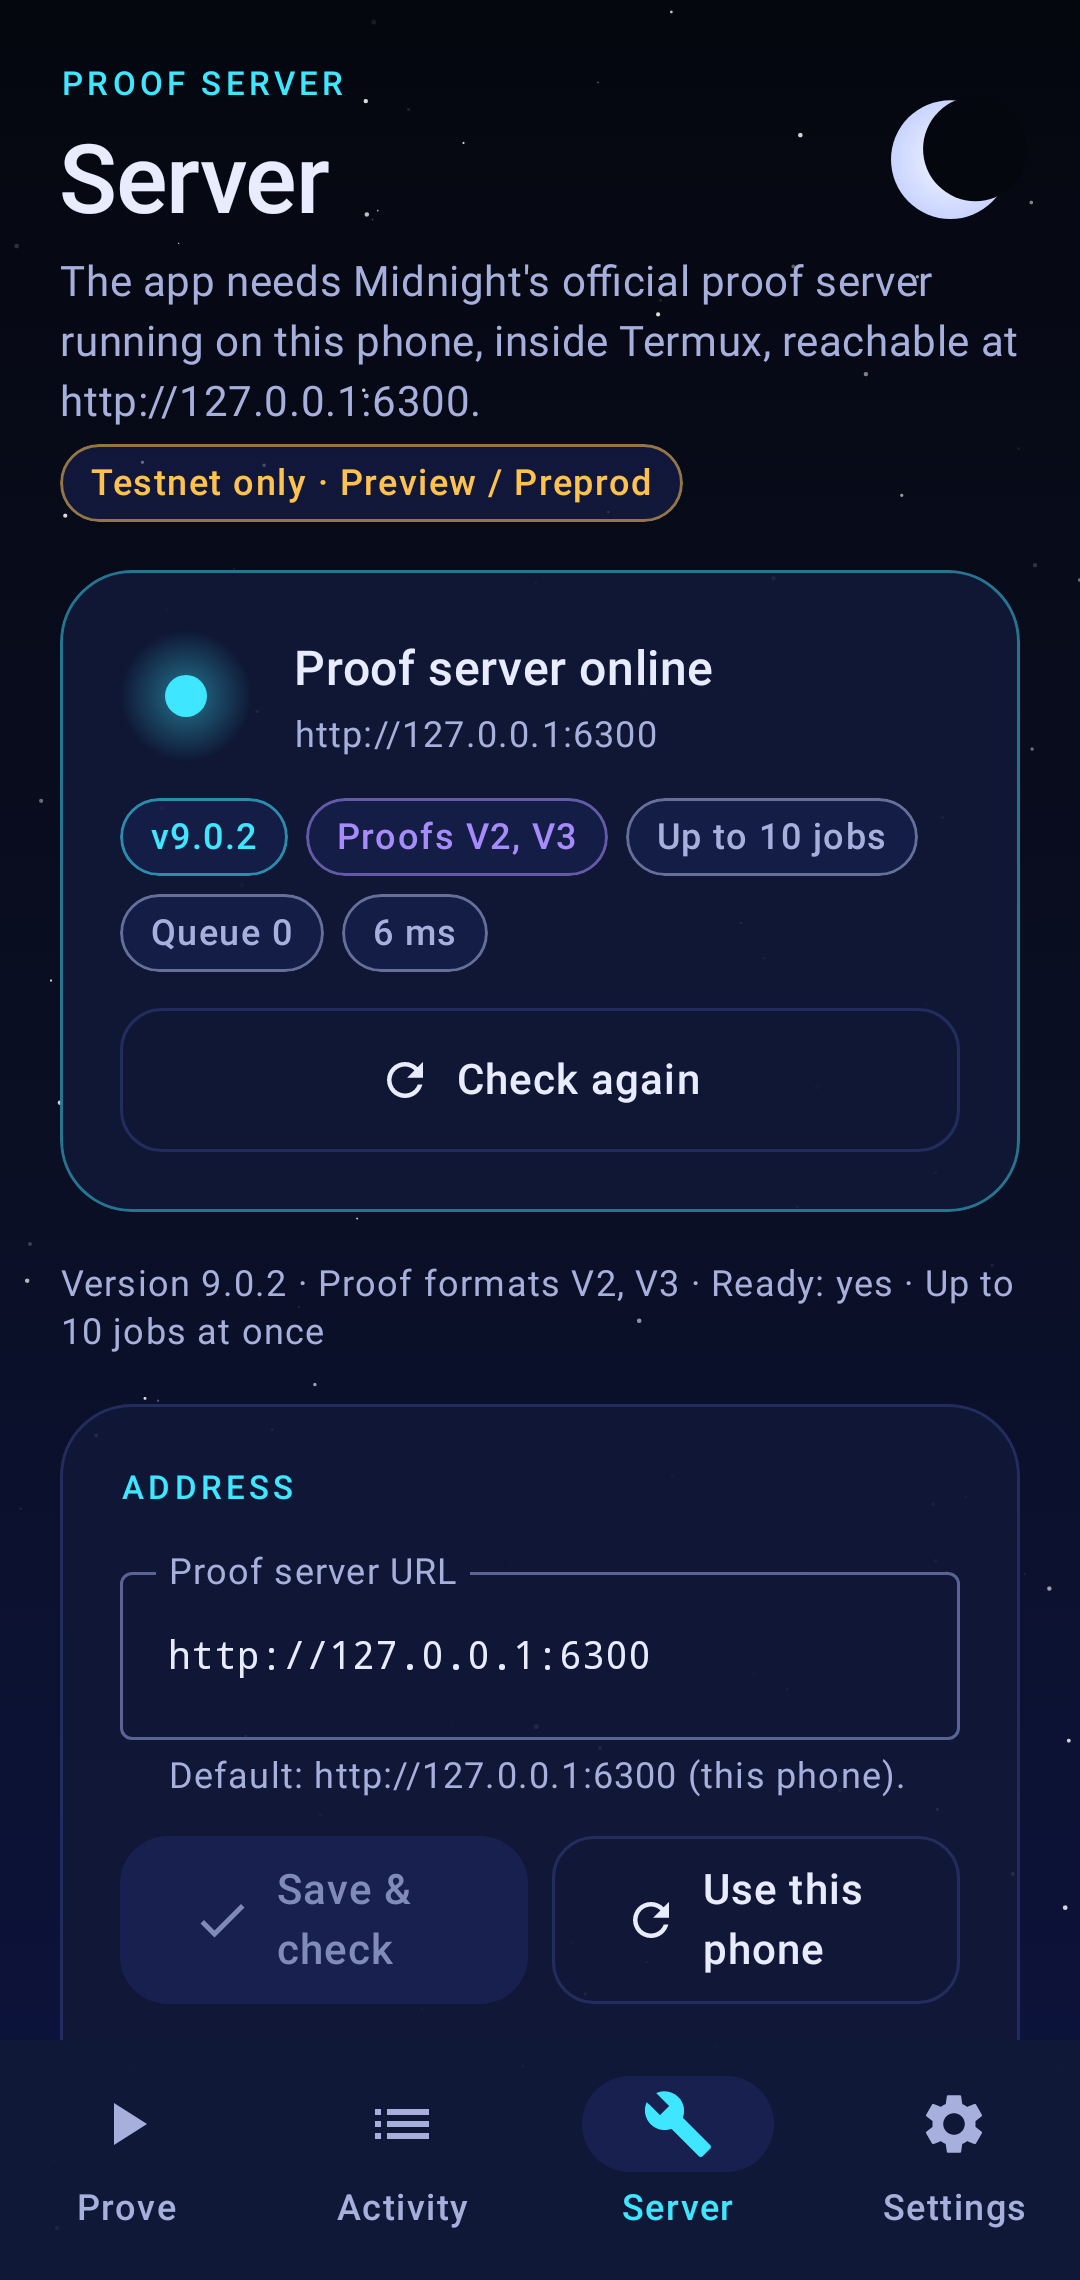 PROOF SERVER
Server
The app needs Midnight's official proof server
running on this phone, inside Termux, reachable at
http://127.0.0.1:6300.
Testnet only · Preview / Preprod
Proof server online
http://127.0.0.1:6300
v9.0.2 Proofs V2, V3 Up to 10 jobs
Queue 0 6 ms
Check again
Version 9.0.2 · Proof formats V2, V3 · Ready: yes · Up to
10 jobs at once
ADDRESS
Proof server URL
http://127.0.0.1:6300
Default: http://127.0.0.1:6300 (this phone).
Save &
check
Use this
phone
Prove Activity Server Settings